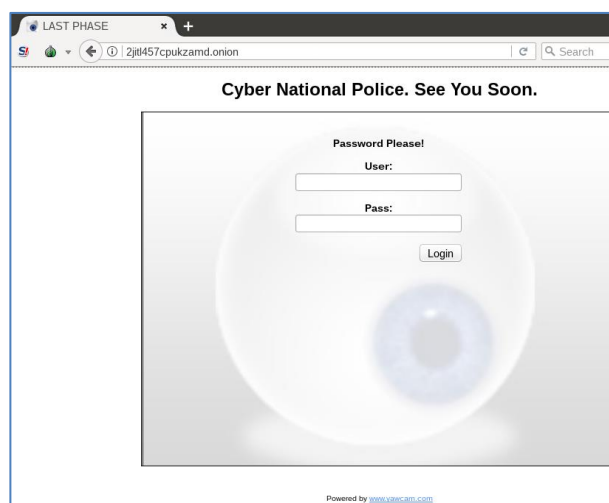 LAST PHASE
2jitl457cpukzamd.onion
Search
Cyber National Police. See You Soon.
Password Please!
User:
Pass:
Login
Powered by www.yawcam.com